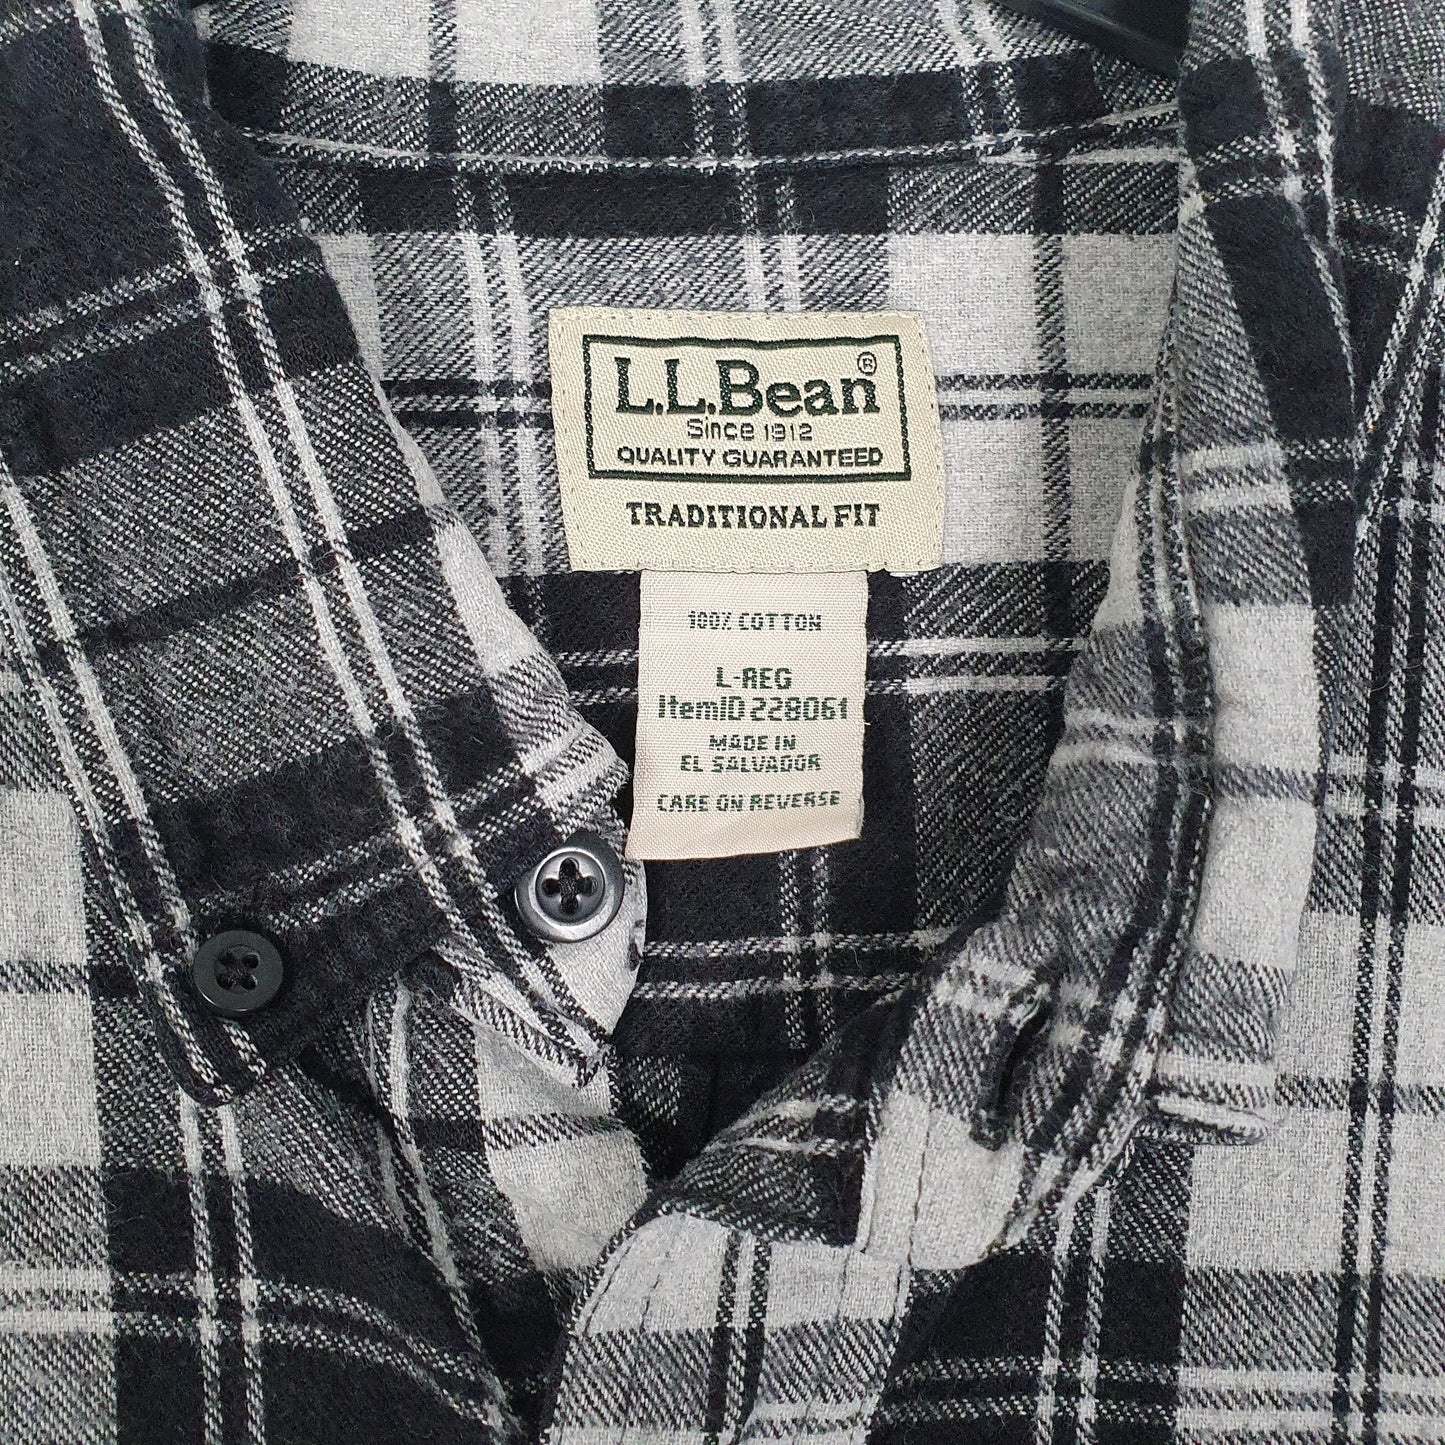 L.L.Bean®
Since 1912
QUALITY GUARANTEED
TRADITIONAL FIT
100% COTTON
L-REG
ItemID 228061
MADE IN
EL SALVADOR
CARE ON REVERSE